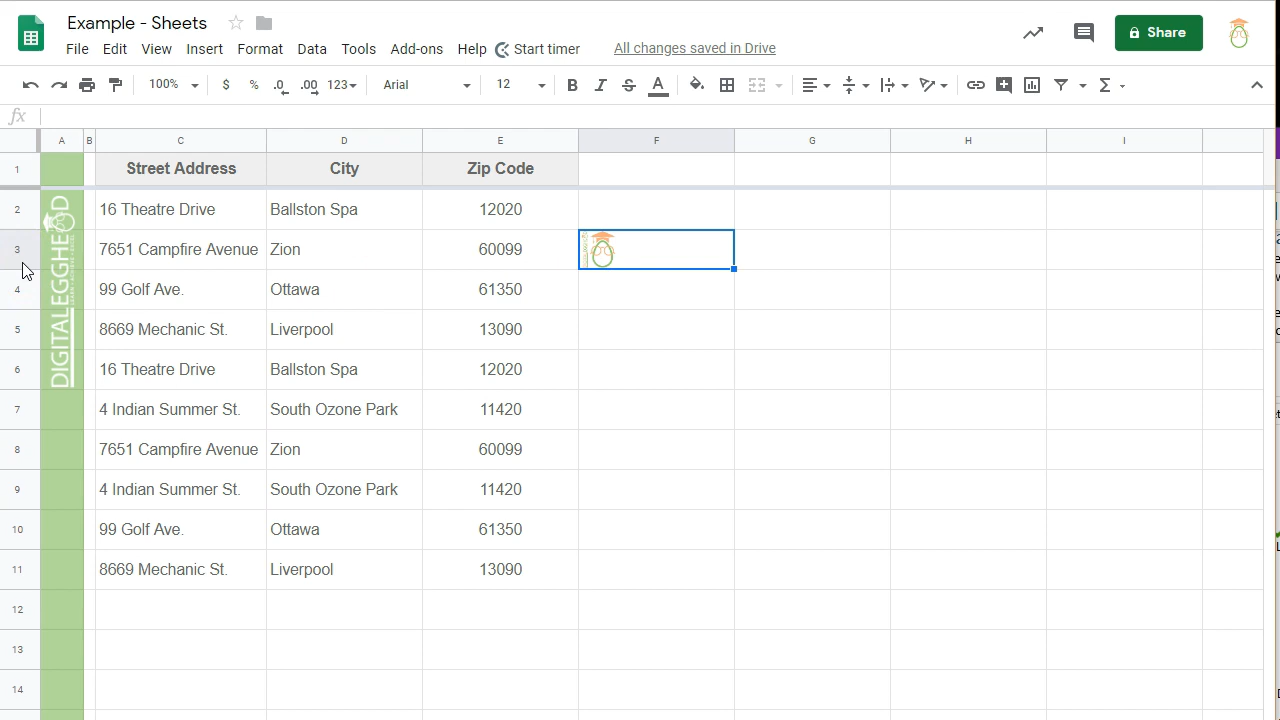 Example - Sheets
File Edit View Insert Format Data Tools Add-ons Help Start timer All changes saved in Drive
Share
100% $ % .0 .00 123 Arial 12 B I S A Σ
fx
A B C D E F G H I
1 Street Address City Zip Code
2 16 Theatre Drive Ballston Spa 12020
3 7651 Campfire Avenue Zion 60099
4 99 Golf Ave. Ottawa 61350
5 8669 Mechanic St. Liverpool 13090
6 16 Theatre Drive Ballston Spa 12020
7 4 Indian Summer St. South Ozone Park 11420
8 7651 Campfire Avenue Zion 60099
9 4 Indian Summer St. South Ozone Park 11420
10 99 Golf Ave. Ottawa 61350
11 8669 Mechanic St. Liverpool 13090
12
13
14
DIGITALEGGHEAD